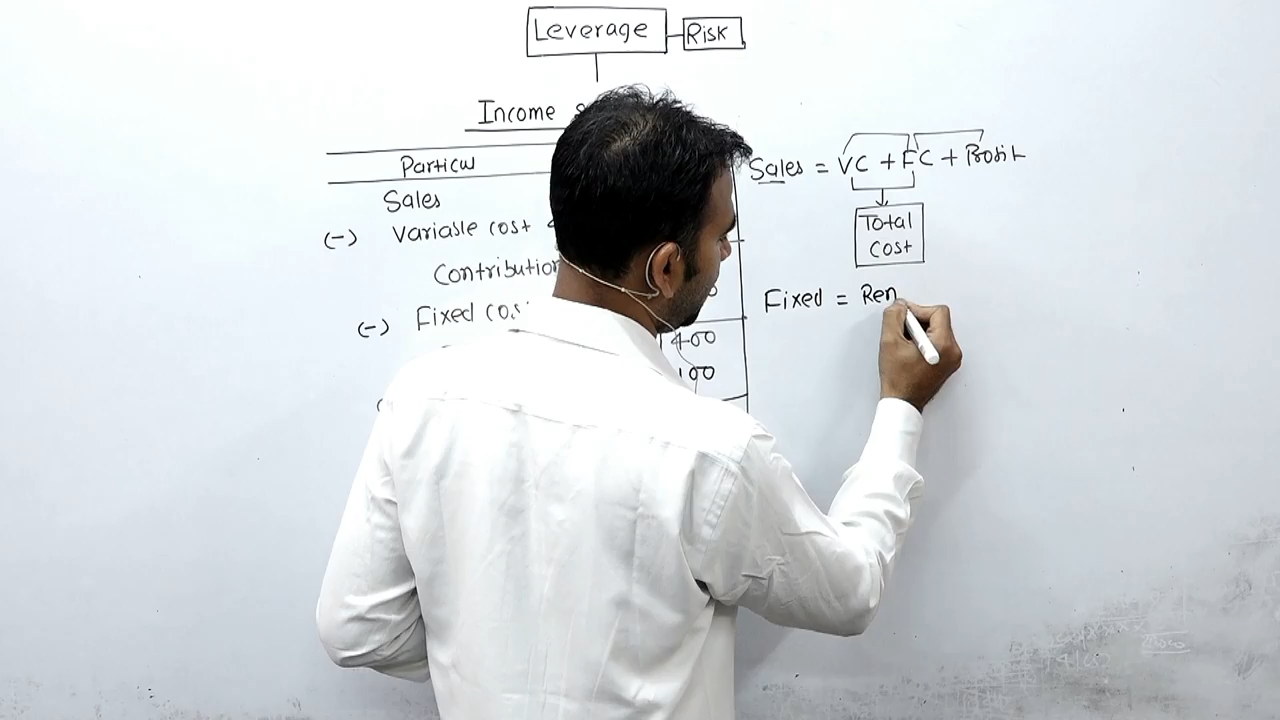 Leverage
Risk
Income
Particul
Sales
(-) Variable cost
Contribution
(-) Fixed cos
400
100
Sales = VC + FC + Profit
Total
Cost
Fixed = Ren